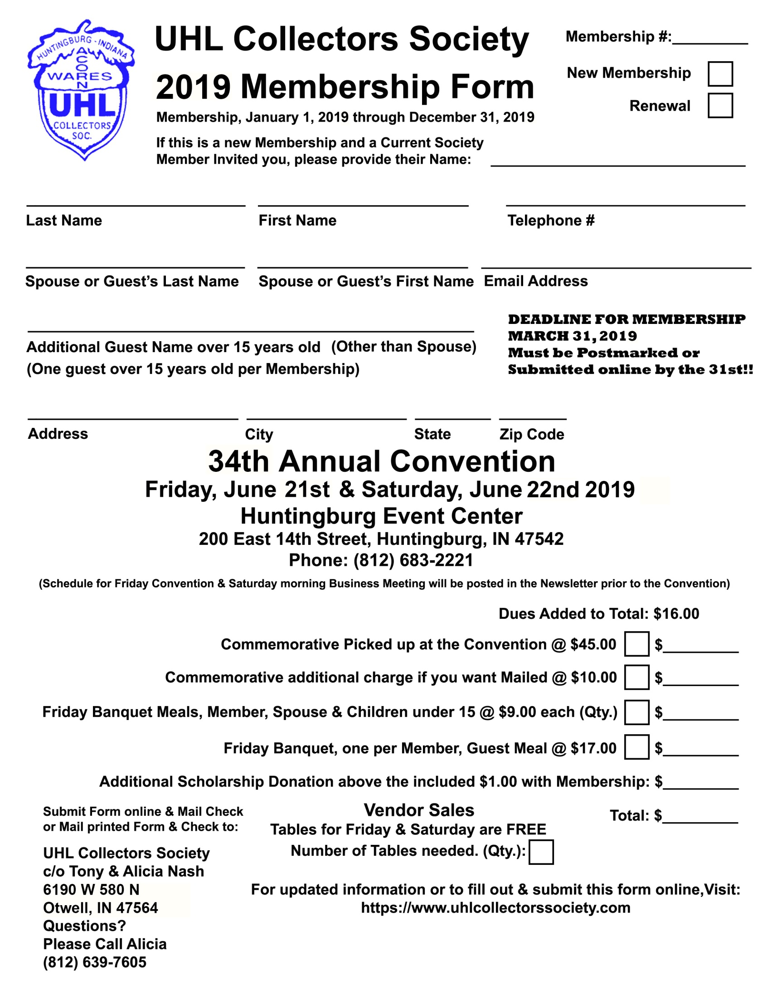 HUNTINGBURG - INDIANA
ACORN
WARES
UHL
COLLECTORS
SOC.
UHL Collectors Society
2019 Membership Form
Membership, January 1, 2019 through December 31, 2019
Membership #:
New Membership
Renewal
If this is a new Membership and a Current Society
Member Invited you, please provide their Name:
Last Name First Name Telephone #
Spouse or Guest’s Last Name Spouse or Guest’s First Name Email Address
Additional Guest Name over 15 years old (Other than Spouse)
(One guest over 15 years old per Membership)
DEADLINE FOR MEMBERSHIP
MARCH 31, 2019
Must be Postmarked or
Submitted online by the 31st!!
Address City State Zip Code
34th Annual Convention
Friday, June 21st & Saturday, June 22nd 2019
Huntingburg Event Center
200 East 14th Street, Huntingburg, IN 47542
Phone: (812) 683-2221
(Schedule for Friday Convention & Saturday morning Business Meeting will be posted in the Newsletter prior to the Convention)
Dues Added to Total: $16.00
Commemorative Picked up at the Convention @ $45.00 $
Commemorative additional charge if you want Mailed @ $10.00 $
Friday Banquet Meals, Member, Spouse & Children under 15 @ $9.00 each (Qty.) $
Friday Banquet, one per Member, Guest Meal @ $17.00 $
Additional Scholarship Donation above the included $1.00 with Membership: $
Total: $
Submit Form online & Mail Check
or Mail printed Form & Check to:
UHL Collectors Society
c/o Tony & Alicia Nash
6190 W 580 N
Otwell, IN 47564
Questions?
Please Call Alicia
(812) 639-7605
Vendor Sales
Tables for Friday & Saturday are FREE
Number of Tables needed. (Qty.):
For updated information or to fill out & submit this form online,Visit:
https://www.uhlcollectorssociety.com